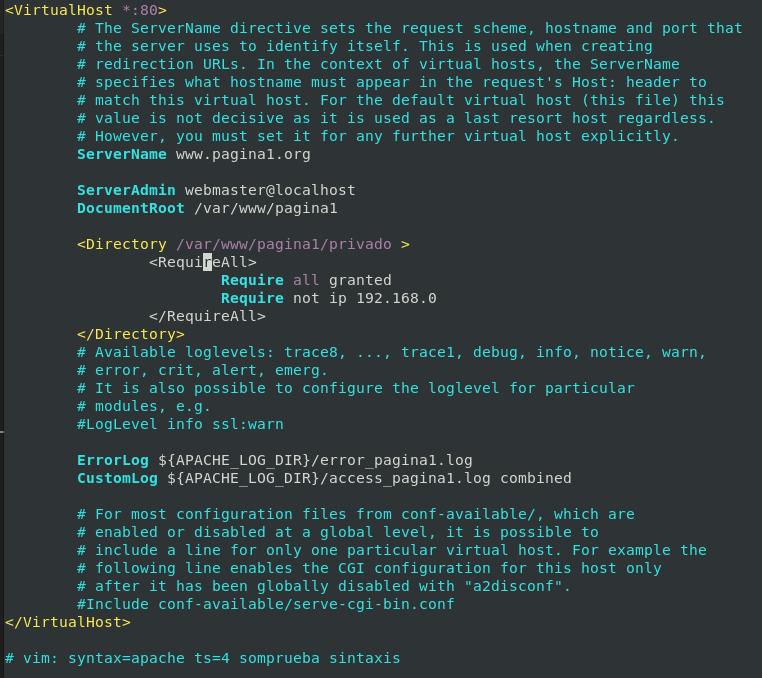 <VirtualHost *:80>
# The ServerName directive sets the request scheme, hostname and port that
# the server uses to identify itself. This is used when creating
# redirection URLs. In the context of virtual hosts, the ServerName
# specifies what hostname must appear in the request's Host: header to
# match this virtual host. For the default virtual host (this file) this
# value is not decisive as it is used as a last resort host regardless.
# However, you must set it for any further virtual host explicitly.
ServerName www.pagina1.org
ServerAdmin webmaster@localhost
DocumentRoot /var/www/pagina1
<Directory /var/www/pagina1/privado >
<RequireAll>
Require all granted
Require not ip 192.168.0
</RequireAll>
</Directory>
# Available loglevels: trace8, ..., trace1, debug, info, notice, warn,
# error, crit, alert, emerg.
# It is also possible to configure the loglevel for particular
# modules, e.g.
#LogLevel info ssl:warn
ErrorLog ${APACHE_LOG_DIR}/error_pagina1.log
CustomLog ${APACHE_LOG_DIR}/access_pagina1.log combined
# For most configuration files from conf-available/, which are
# enabled or disabled at a global level, it is possible to
# include a line for only one particular virtual host. For example the
# following line enables the CGI configuration for this host only
# after it has been globally disabled with "a2disconf".
#Include conf-available/serve-cgi-bin.conf
</VirtualHost>
# vim: syntax=apache ts=4 somprueba sintaxis